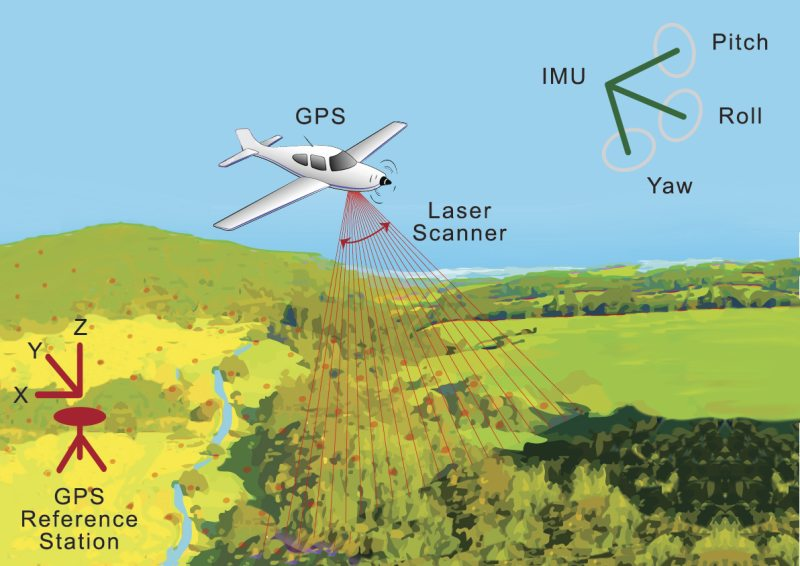 Pitch
IMU
Roll
GPS
Yaw
Laser
Scanner
Z
Y
X
GPS
Reference
Station